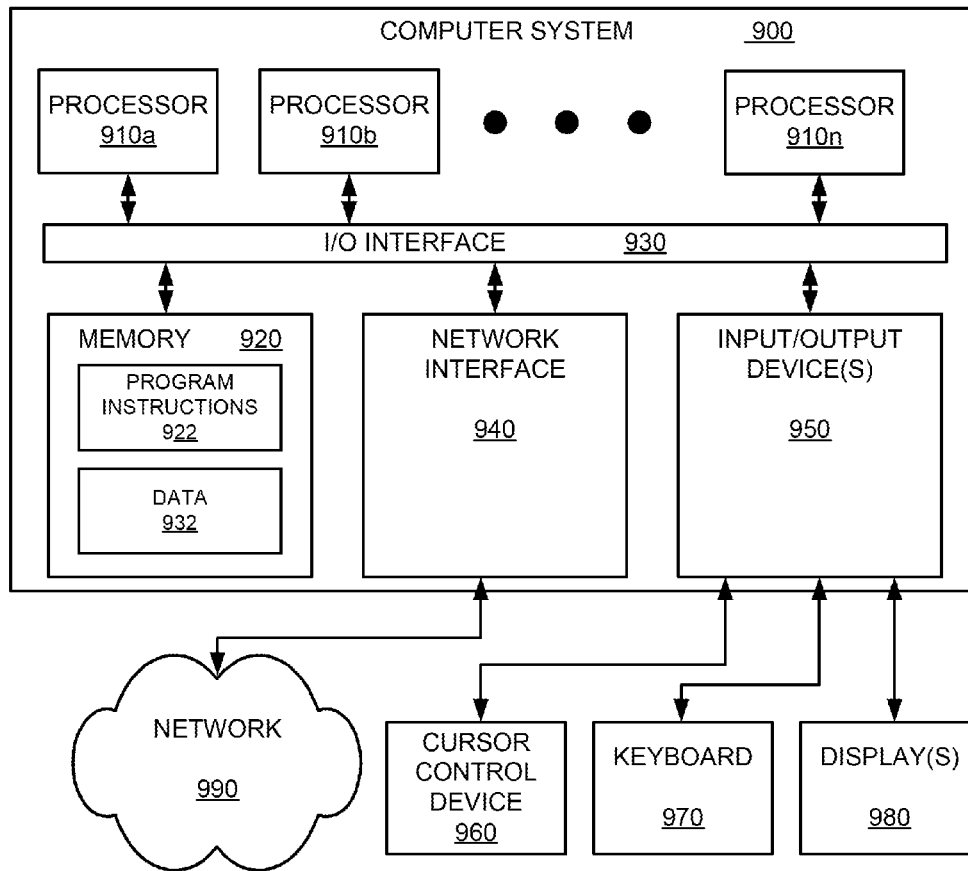 COMPUTER SYSTEM 900
PROCESSOR
910a
PROCESSOR
910b
PROCESSOR
910n
I/O INTERFACE 930
MEMORY 920
PROGRAM
INSTRUCTIONS
922
DATA
932
NETWORK
INTERFACE
940
INPUT/OUTPUT
DEVICE(S)
950
NETWORK
990
CURSOR
CONTROL
DEVICE
960
KEYBOARD
970
DISPLAY(S)
980